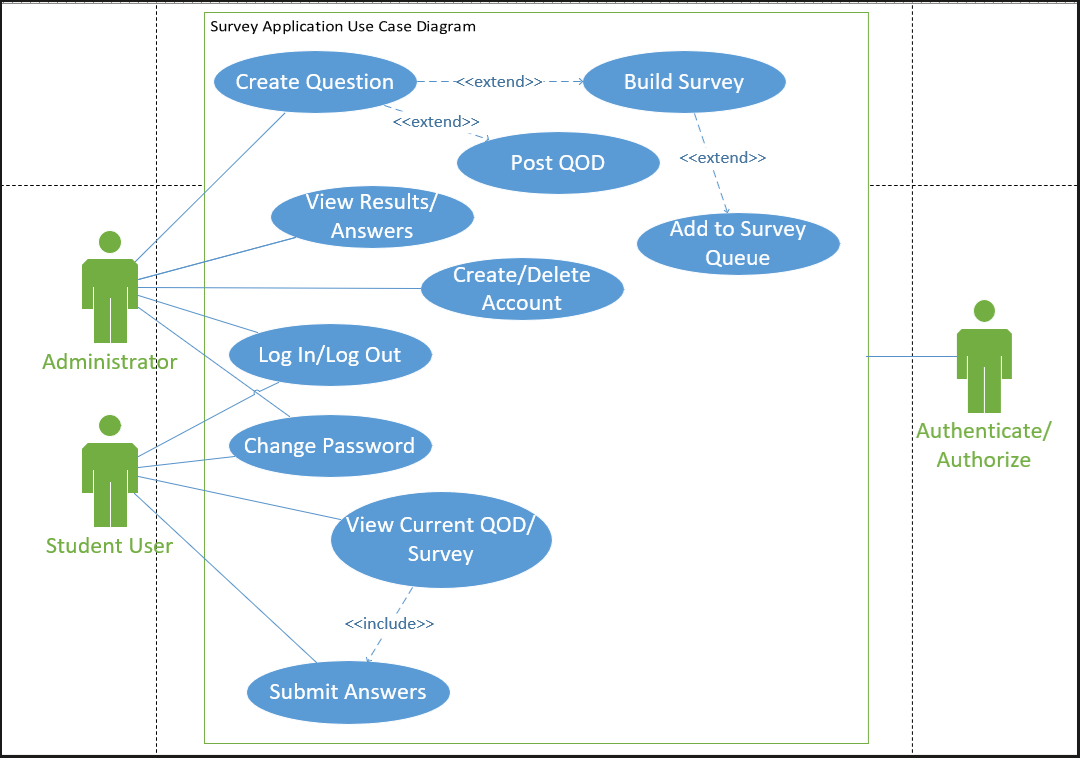 Survey Application Use Case Diagram
Create Question
<<extend>>
Build Survey
<<extend>>
Post QOD
<<extend>>
View Results/
Answers
Add to Survey
Queue
Create/Delete
Account
Administrator
Log In/Log Out
Change Password
Authenticate/
Authorize
Student User
View Current QOD/
Survey
<<include>>
Submit Answers